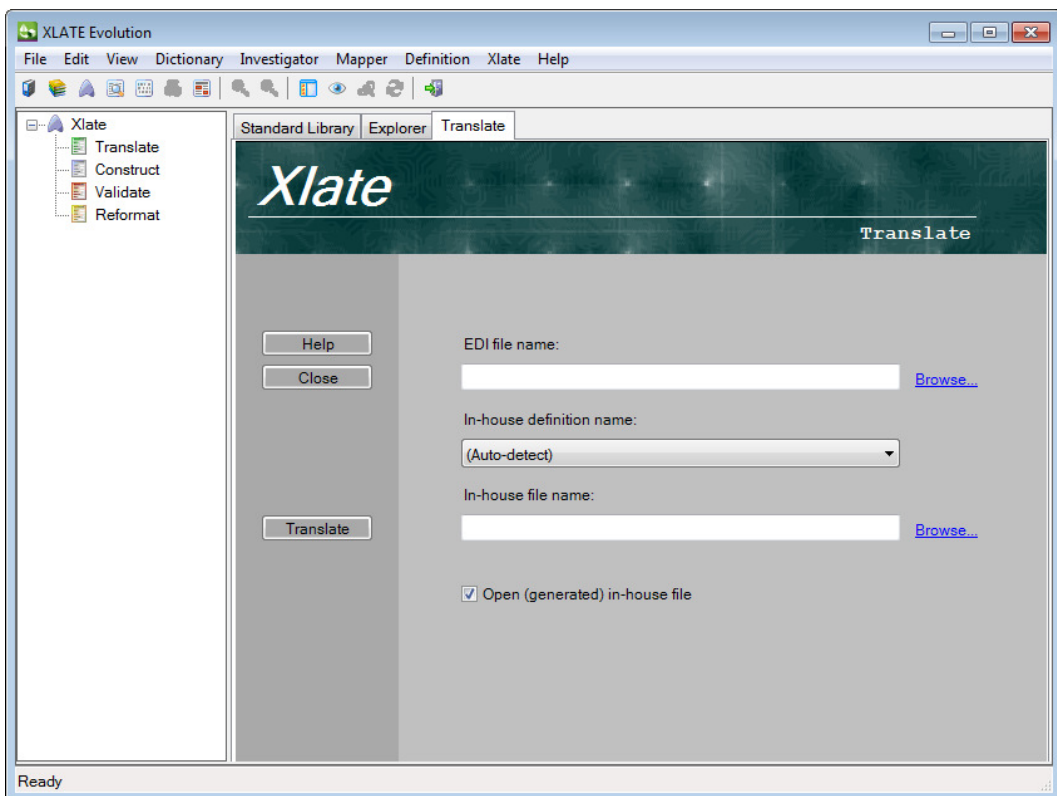 XLATE Evolution
File Edit View Dictionary Investigator Mapper Definition Xlate Help
Xlate
Translate
Construct
Validate
Reformat
Standard Library Explorer Translate
Xlate
Translate
Help
Close
EDI file name:
Browse...
In-house definition name:
(Auto-detect)
In-house file name:
Translate
Browse...
Open (generated) in-house file
Ready